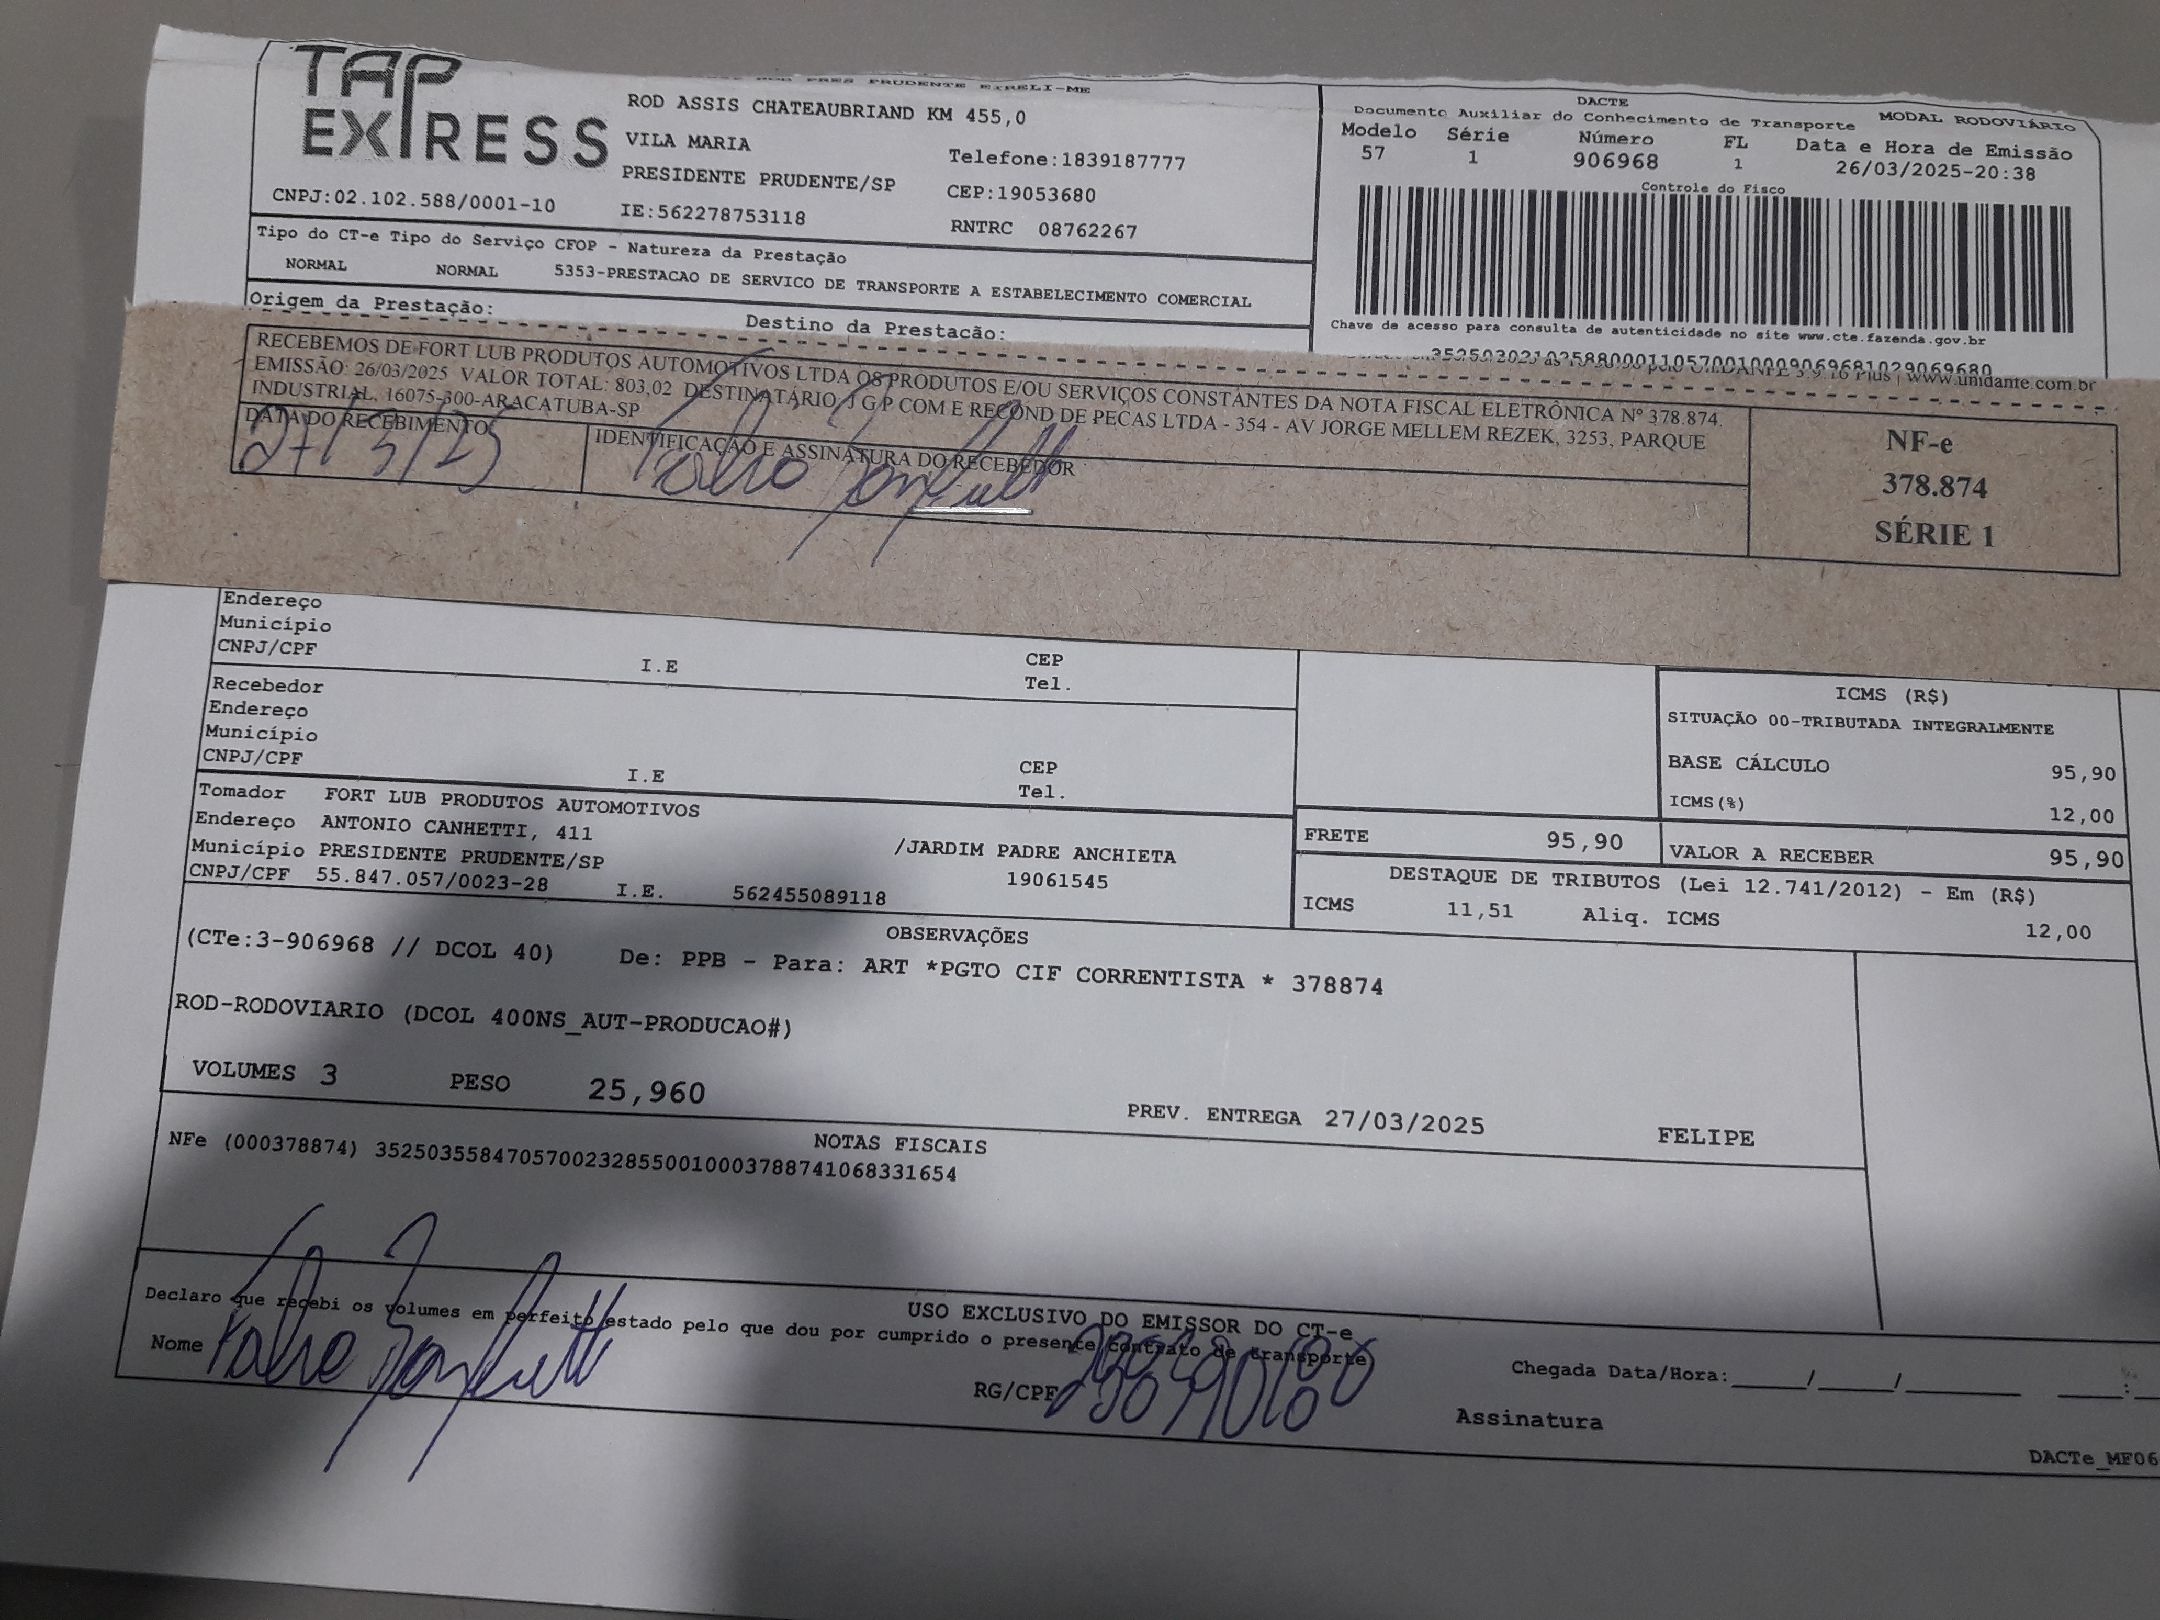 TAP
EXPRESS
PRES PRUDENTE EIRELI-ME
ROD ASSIS CHATEAUBRIAND KM 455,0
VILA MARIA
Telefone:1839187777
PRESIDENTE PRUDENTE/SP
CEP:19053680
CNPJ:02.102.588/0001-10
IE:562278753118
RNTRC 08762267
DACTE
MODAL RODOVIÁRIO
Documento Auxiliar do Conhecimento de Transporte
Modelo Série Número FL Data e Hora de Emissão
57 1 906968 1 26/03/2025-20:38
Controle do Fisco
Chave de acesso para consulta de autenticidade no site www.cte.fazenda.gov.br
Tipo do CT-e Tipo do Serviço CFOP - Natureza da Prestação
NORMAL NORMAL 5353-PRESTACAO DE SERVICO DE TRANSPORTE A ESTABELECIMENTO COMERCIAL
Origem da Prestação:
Destino da Prestação:
www.unidante.com.br
RECEBEMOS DE FORT LUB PRODUTOS AUTOMOTIVOS LTDA OS PRODUTOS E/OU SERVIÇOS CONSTANTES DA NOTA FISCAL ELETRÔNICA Nº 378.874.
EMISSÃO: 26/03/2025 VALOR TOTAL: 803,02 DESTINATÁRIO: J G P COM E RECOND DE PECAS LTDA - 354 - AV JORGE MELLEM REZEK, 3253, PARQUE
INDUSTRIAL, 16075-300-ARACATUBA-SP
DATA DO RECEBIMENTO
27/3/25
IDENTIFICAÇÃO E ASSINATURA DO RECEBEDOR
NF-e
378.874
SÉRIE 1
Endereço
Município
CNPJ/CPF
I.E
CEP
Tel.
Recebedor
Endereço
Município
CNPJ/CPF
I.E
CEP
Tel.
ICMS (R$)
SITUAÇÃO 00-TRIBUTADA INTEGRALMENTE
BASE CÁLCULO 95,90
ICMS(%) 12,00
Tomador FORT LUB PRODUTOS AUTOMOTIVOS
Endereço ANTONIO CANHETTI, 411 /JARDIM PADRE ANCHIETA
Município PRESIDENTE PRUDENTE/SP 19061545
CNPJ/CPF 55.847.057/0023-28 I.E. 562455089118
FRETE 95,90 VALOR A RECEBER 95,90
DESTAQUE DE TRIBUTOS (Lei 12.741/2012) - Em (R$)
ICMS 11,51 Aliq. ICMS 12,00
OBSERVAÇÕES
(CTe:3-906968 // DCOL 40) De: PPB - Para: ART *PGTO CIF CORRENTISTA * 378874
ROD-RODOVIARIO (DCOL 400NS_AUT-PRODUCAO#)
VOLUMES 3 PESO 25,960
PREV. ENTREGA 27/03/2025 FELIPE
NOTAS FISCAIS
NFe (000378874) 35250355847057002328550010003788741068331654
USO EXCLUSIVO DO EMISSOR DO CT-e
Declaro que recebi os volumes em perfeito estado pelo que dou por cumprido o presente contrato de transporte
Nome
RG/CPF
Chegada Data/Hora:____/____/______ ___:
Assinatura
DACTe_MF06